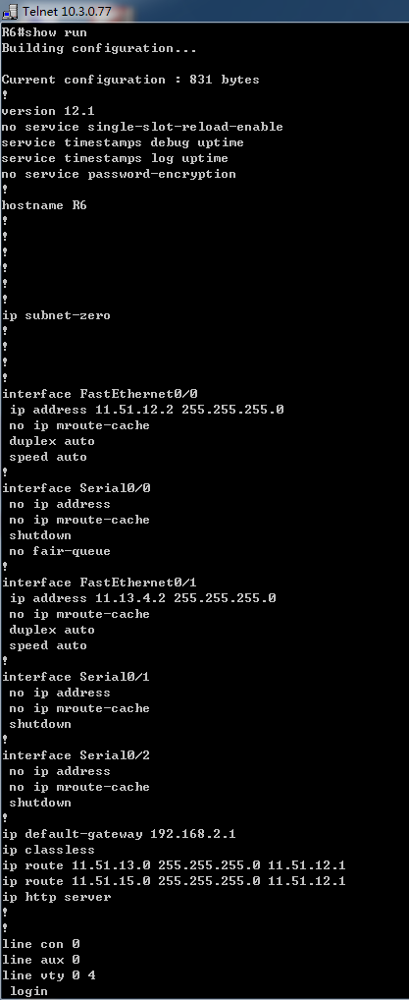 Telnet 10.3.0.77
R6#show run
Building configuration...
Current configuration : 831 bytes
!
version 12.1
no service single-slot-reload-enable
service timestamps debug uptime
service timestamps log uptime
no service password-encryption
!
hostname R6
!
!
!
!
!
!
ip subnet-zero
!
!
!
!
interface FastEthernet0/0
ip address 11.51.12.2 255.255.255.0
no ip mroute-cache
duplex auto
speed auto
!
interface Serial0/0
no ip address
no ip mroute-cache
shutdown
no fair-queue
!
interface FastEthernet0/1
ip address 11.13.4.2 255.255.255.0
no ip mroute-cache
duplex auto
speed auto
!
interface Serial0/1
no ip address
no ip mroute-cache
shutdown
!
interface Serial0/2
no ip address
no ip mroute-cache
shutdown
!
ip default-gateway 192.168.2.1
ip classless
ip route 11.51.13.0 255.255.255.0 11.51.12.1
ip route 11.51.15.0 255.255.255.0 11.51.12.1
ip http server
!
!
line con 0
line aux 0
line vty 0 4
login